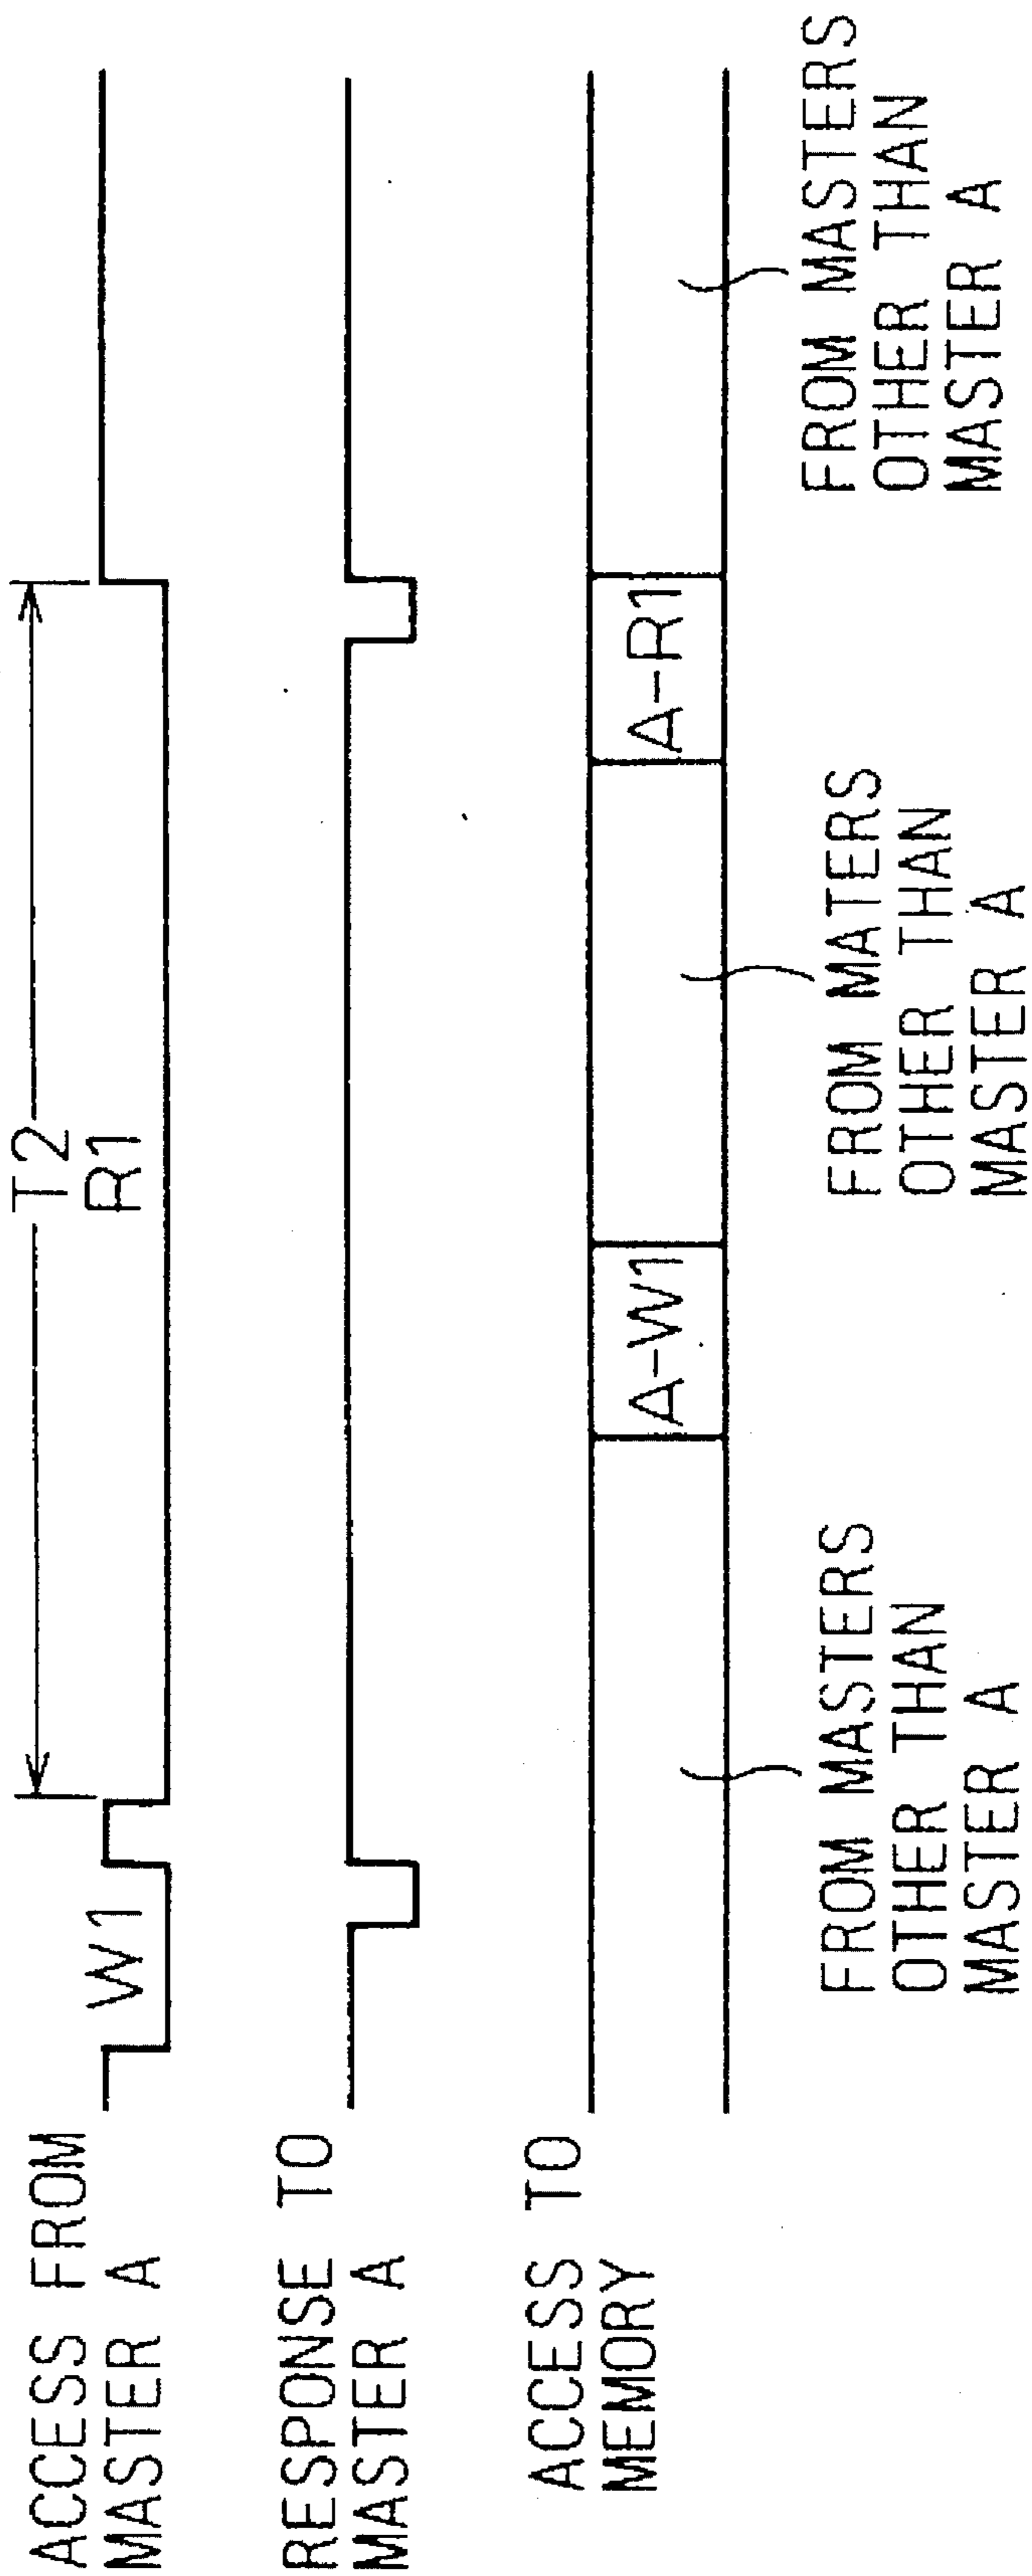 T2
W1
R1
ACCESS FROM
MASTER A
RESPONSE TO
MASTER A
ACCESS TO
MEMORY
A-W1
A-R1
FROM MASTERS
OTHER THAN
MASTER A
FROM MATERS
OTHER THAN
MASTER A
FROM MASTERS
OTHER THAN
MASTER A